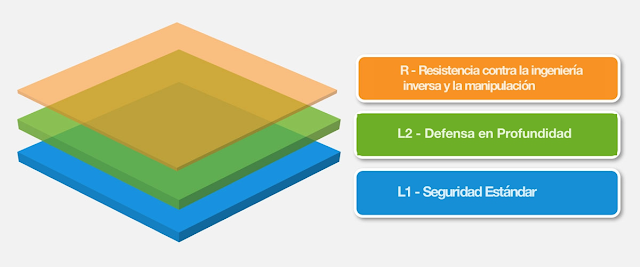 R - Resistencia contra la ingeniería
inversa y la manipulación
L2 - Defensa en Profundidad
L1 - Seguridad Estándar